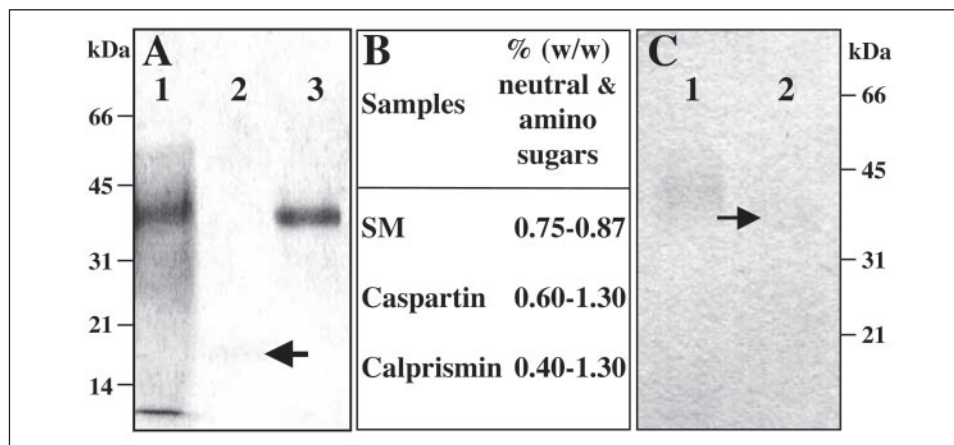 kDa
A
1 2 3
66
45
31
21
14
B
% (w/w)
neutral &
Samples
amino
sugars
SM 0.75-0.87
Caspartin 0.60-1.30
Calprismin 0.40-1.30
C
1 2
kDa
66
45
31
21